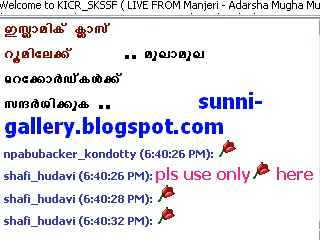 Welcome to KICR_SKSSF ( LIVE FROM Manjeri - Adarsha Mugha Mu
ഇസ്ലാമിക് ക്ലാസ്
റൂമിലേക്ക് .. മുഖാമുഖ
റെക്കോർഡ്കൾക്ക്
സന്ദർശിക്കുക .. sunni-
gallery.blogspot.com
npabubacker_kondotty (6:40:26 PM):
shafi_hudavi (6:40:26 PM): pls use only here
shafi_hudavi (6:40:28 PM):
shafi_hudavi (6:40:32 PM):